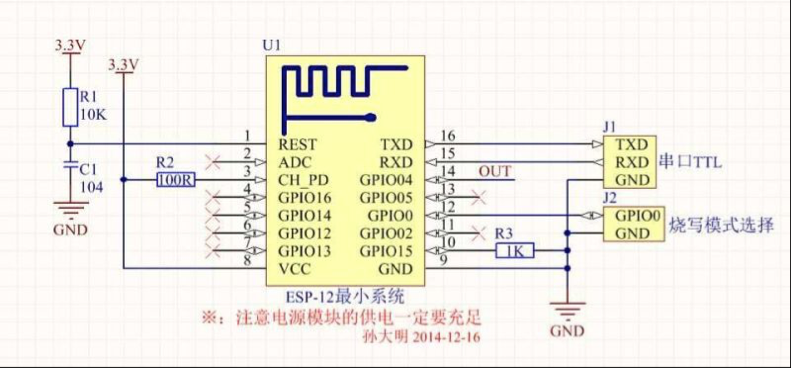 3.3V
3.3V
U1
R1
10K
C1
104
GND
R2
100R
1 REST
2 ADC
3 CH_PD
4 GPIO16
5 GPIO14
6 GPIO12
7 GPIO13
8 VCC
TXD 16
RXD 15
GPIO04 14 OUT
GPIO05 13
GPIO0 12
GPIO02 11
GPIO15 10
GND 9
R3
1K
J1
TXD
RXD 串口TTL
GND
J2
GPIO0
GND 烧写模式选择
GND
ESP-12最小系统
※：注意电源模块的供电一定要充足
孙大明 2014-12-16